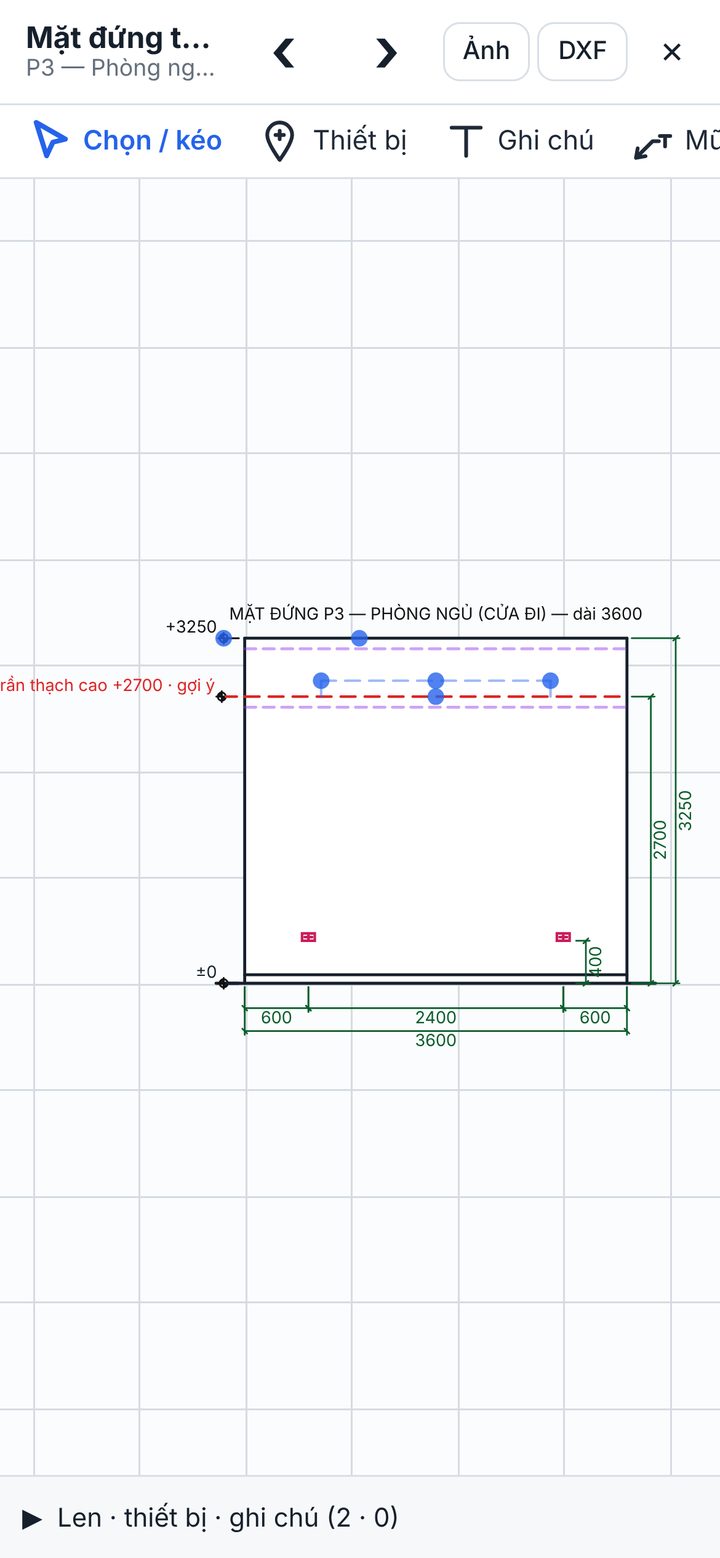 Mặt đứng t...
P3 — Phòng ng...
Ảnh
DXF
Chọn / kéo
Thiết bị
Ghi chú
MẶT ĐỨNG P3 — PHÒNG NGỦ (CỬA ĐI) — dài 3600
+3250
rần thạch cao +2700 · gợi ý
3250
2700
400
±0
600
2400
600
3600
Len · thiết bị · ghi chú (2 · 0)